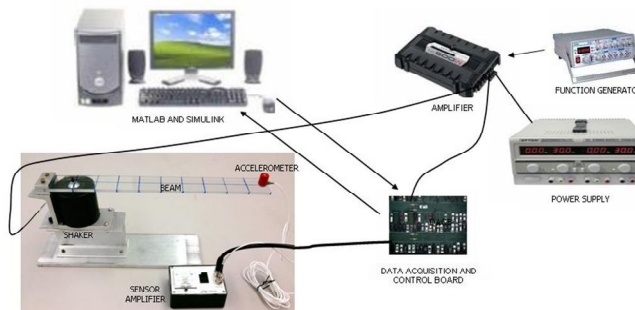 FUNCTION GENERATO
MATLAB AND SIMULINK
AMPLIFIER
ACCELEROMETER
BEAM
POWER SUPPLY
SHAKER
DATA ACQUISITION AND
CONTROL BOARD
SENSOR
AMPLIFIER